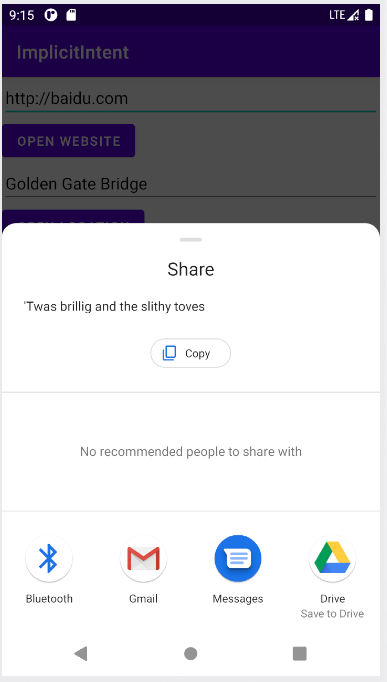 9:15 LTE
ImplicitIntent
http://baidu.com
OPEN WEBSITE
Golden Gate Bridge
Share
'Twas brillig and the slithy toves
Copy
No recommended people to share with
Bluetooth Gmail Messages Drive
Save to Drive